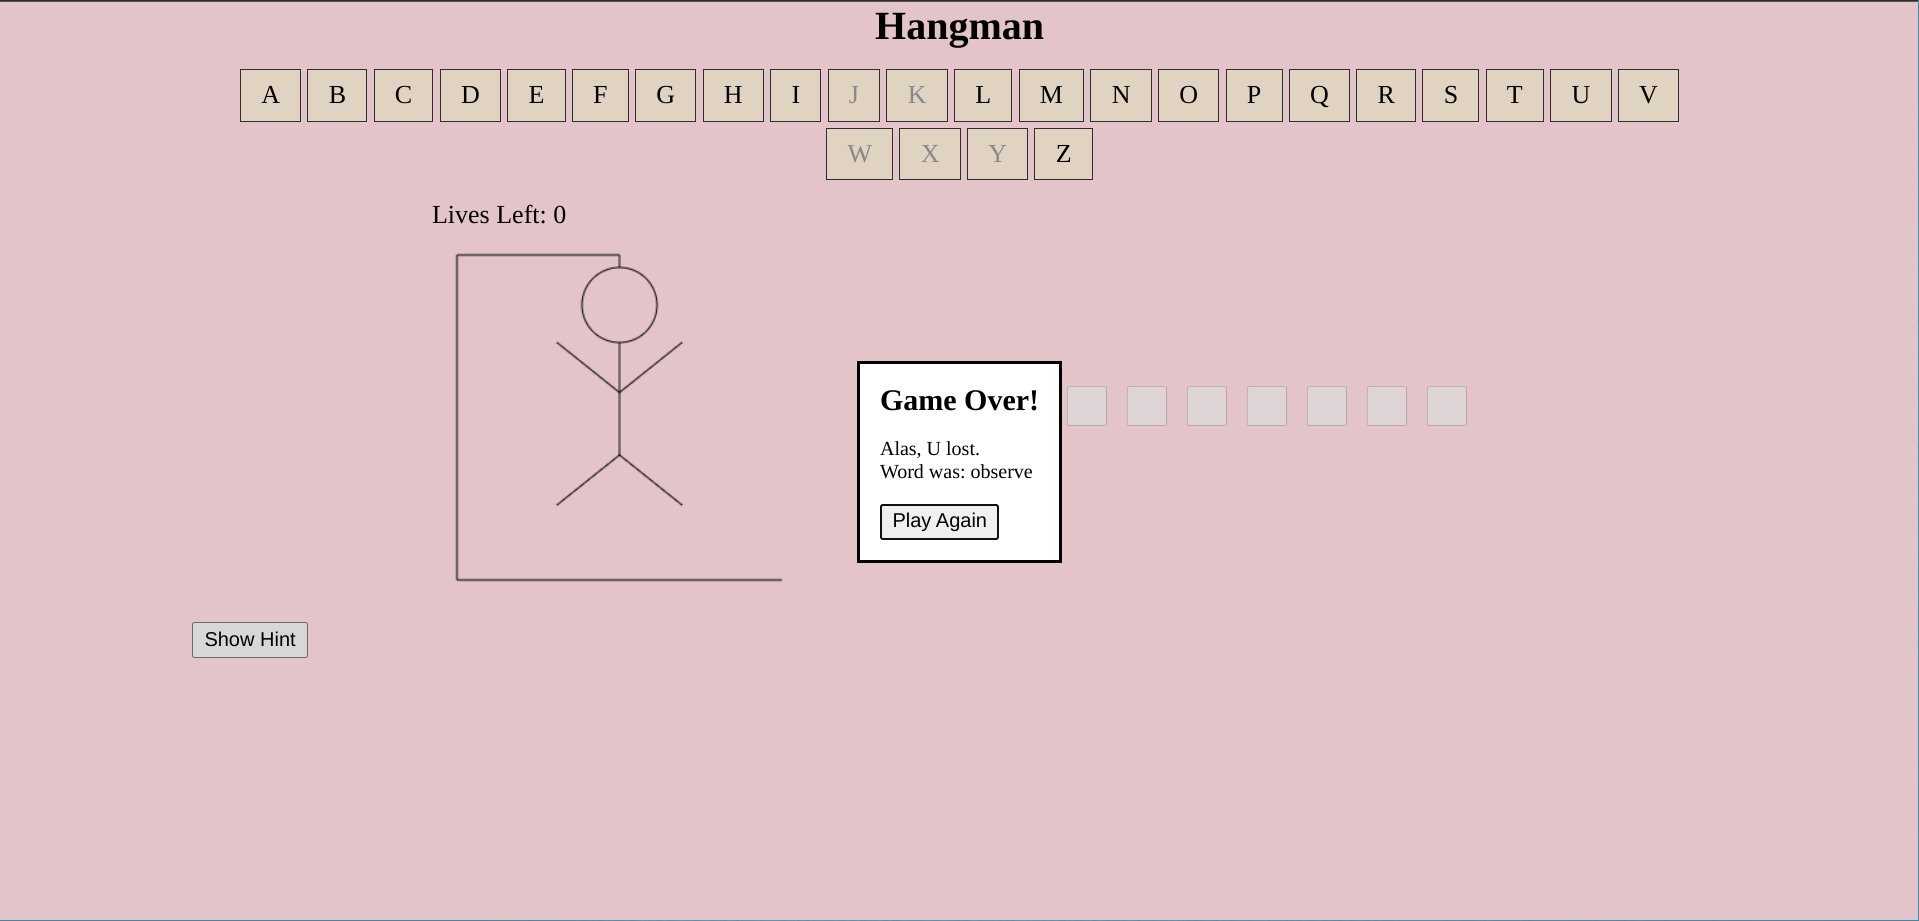 Hangman
A B C D E F G H I J K L M N O P Q R S T U V
W X Y Z
Lives Left: 0
Game Over!
Alas, U lost.
Word was: observe
Play Again
Show Hint